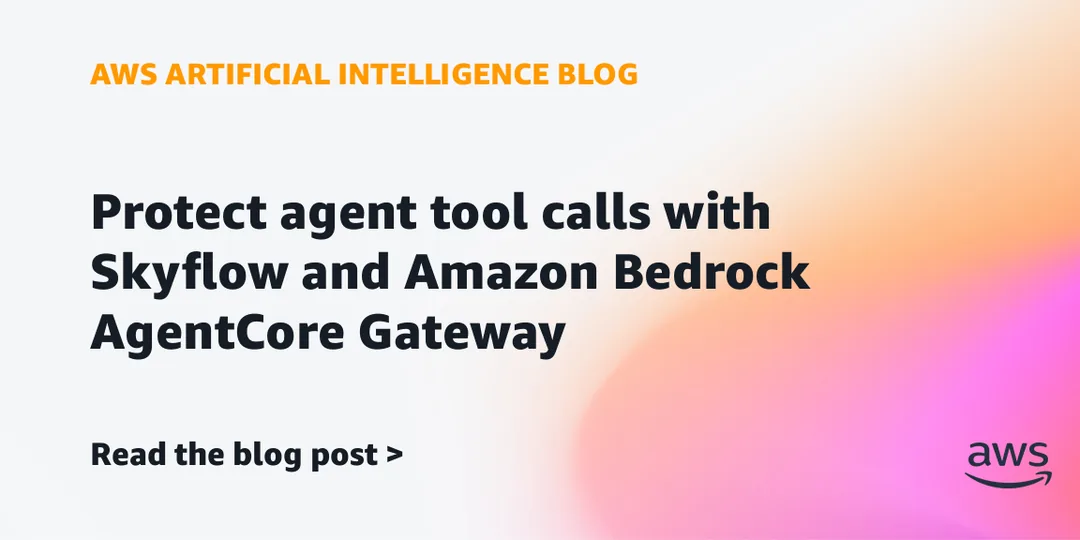 AWS ARTIFICIAL INTELLIGENCE BLOG
Protect agent tool calls with
Skyflow and Amazon Bedrock
AgentCore Gateway
Read the blog post >
aws